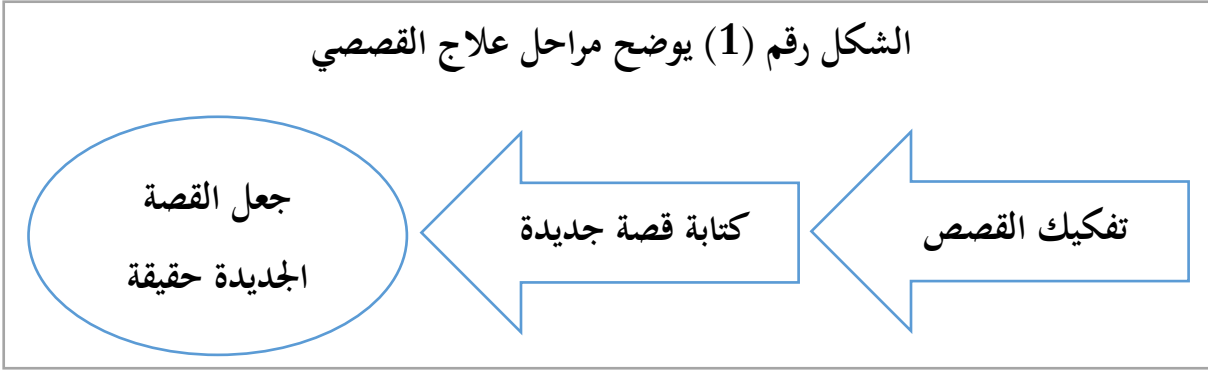 الشكل رقم (1) يوضح مراحل علاج القصصي
تفكيك القصص
كتابة قصة جديدة
جعل القصة
الجديدة حقيقة